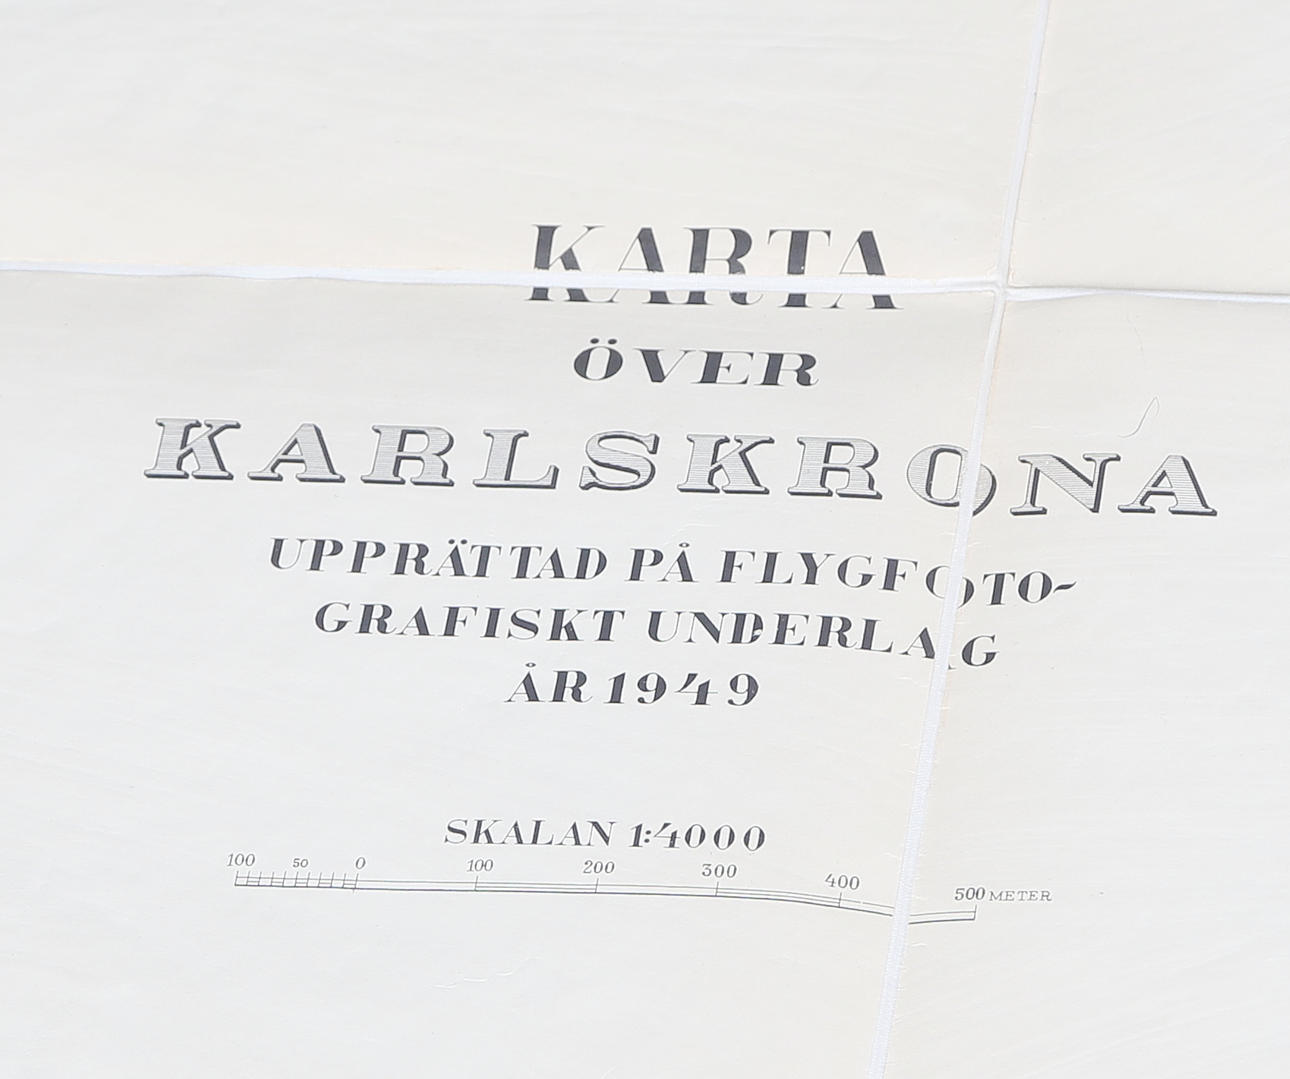 KARTA
ÖVER
KARLSKRONA
UPPRÄTTAD PÅ FLYGFOTO-
GRAFISKT UNDERLAG
ÅR 1949
SKALAN 1:4000
100 50 0 100 200 300 400 500 METER